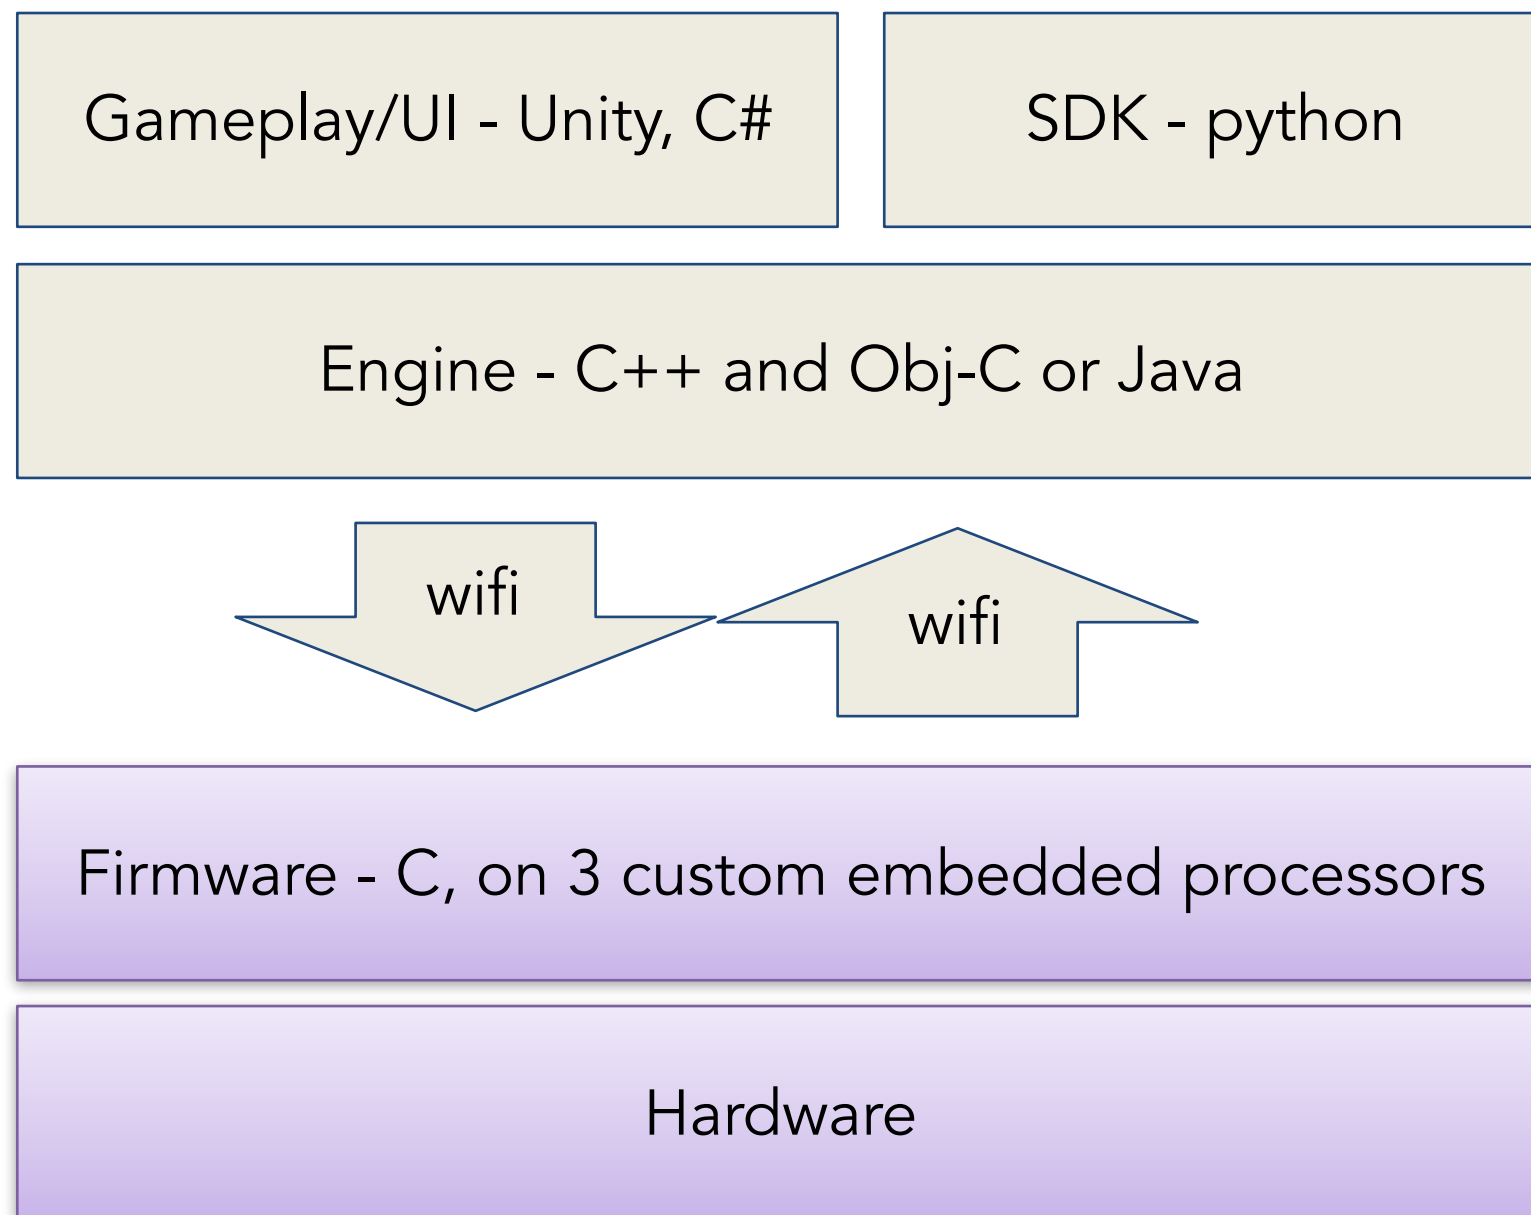 Gameplay/UI - Unity, C#
SDK - python
Engine - C++ and Obj-C or Java
wifi
wifi
Firmware - C, on 3 custom embedded processors
Hardware